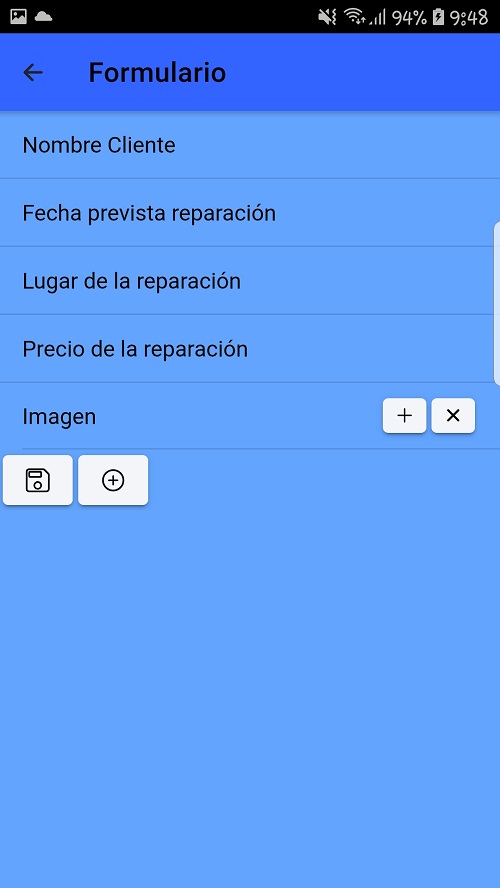 94% 9:48
Formulario
Nombre Cliente
Fecha prevista reparación
Lugar de la reparación
Precio de la reparación
Imagen